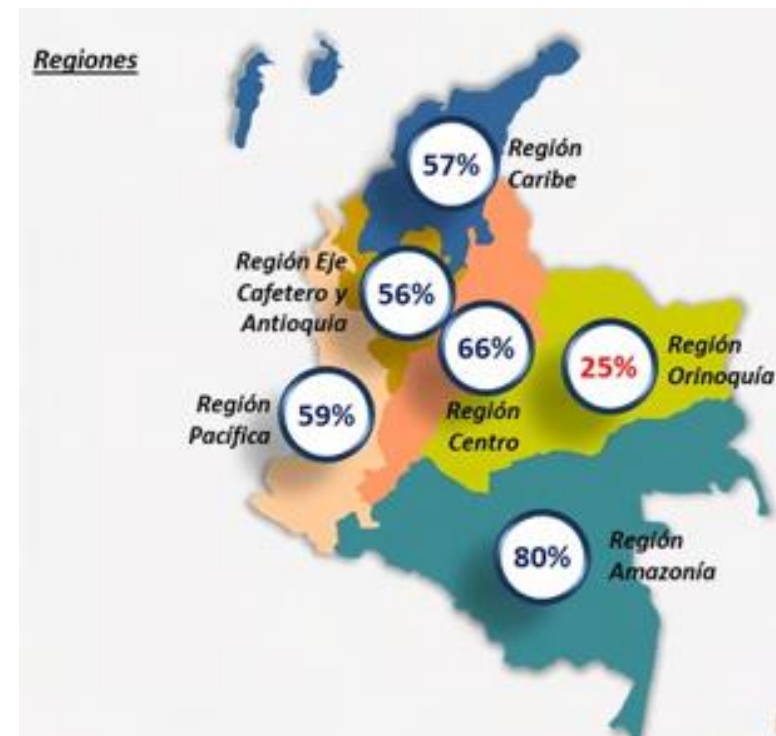 Regiones
57%
Región
Caribe
Región Eje
Cafetero y
Antioquia
56%
66%
Región
Centro
25%
Región
Orinoquía
Región
Pacífica
59%
80%
Región
Amazonía